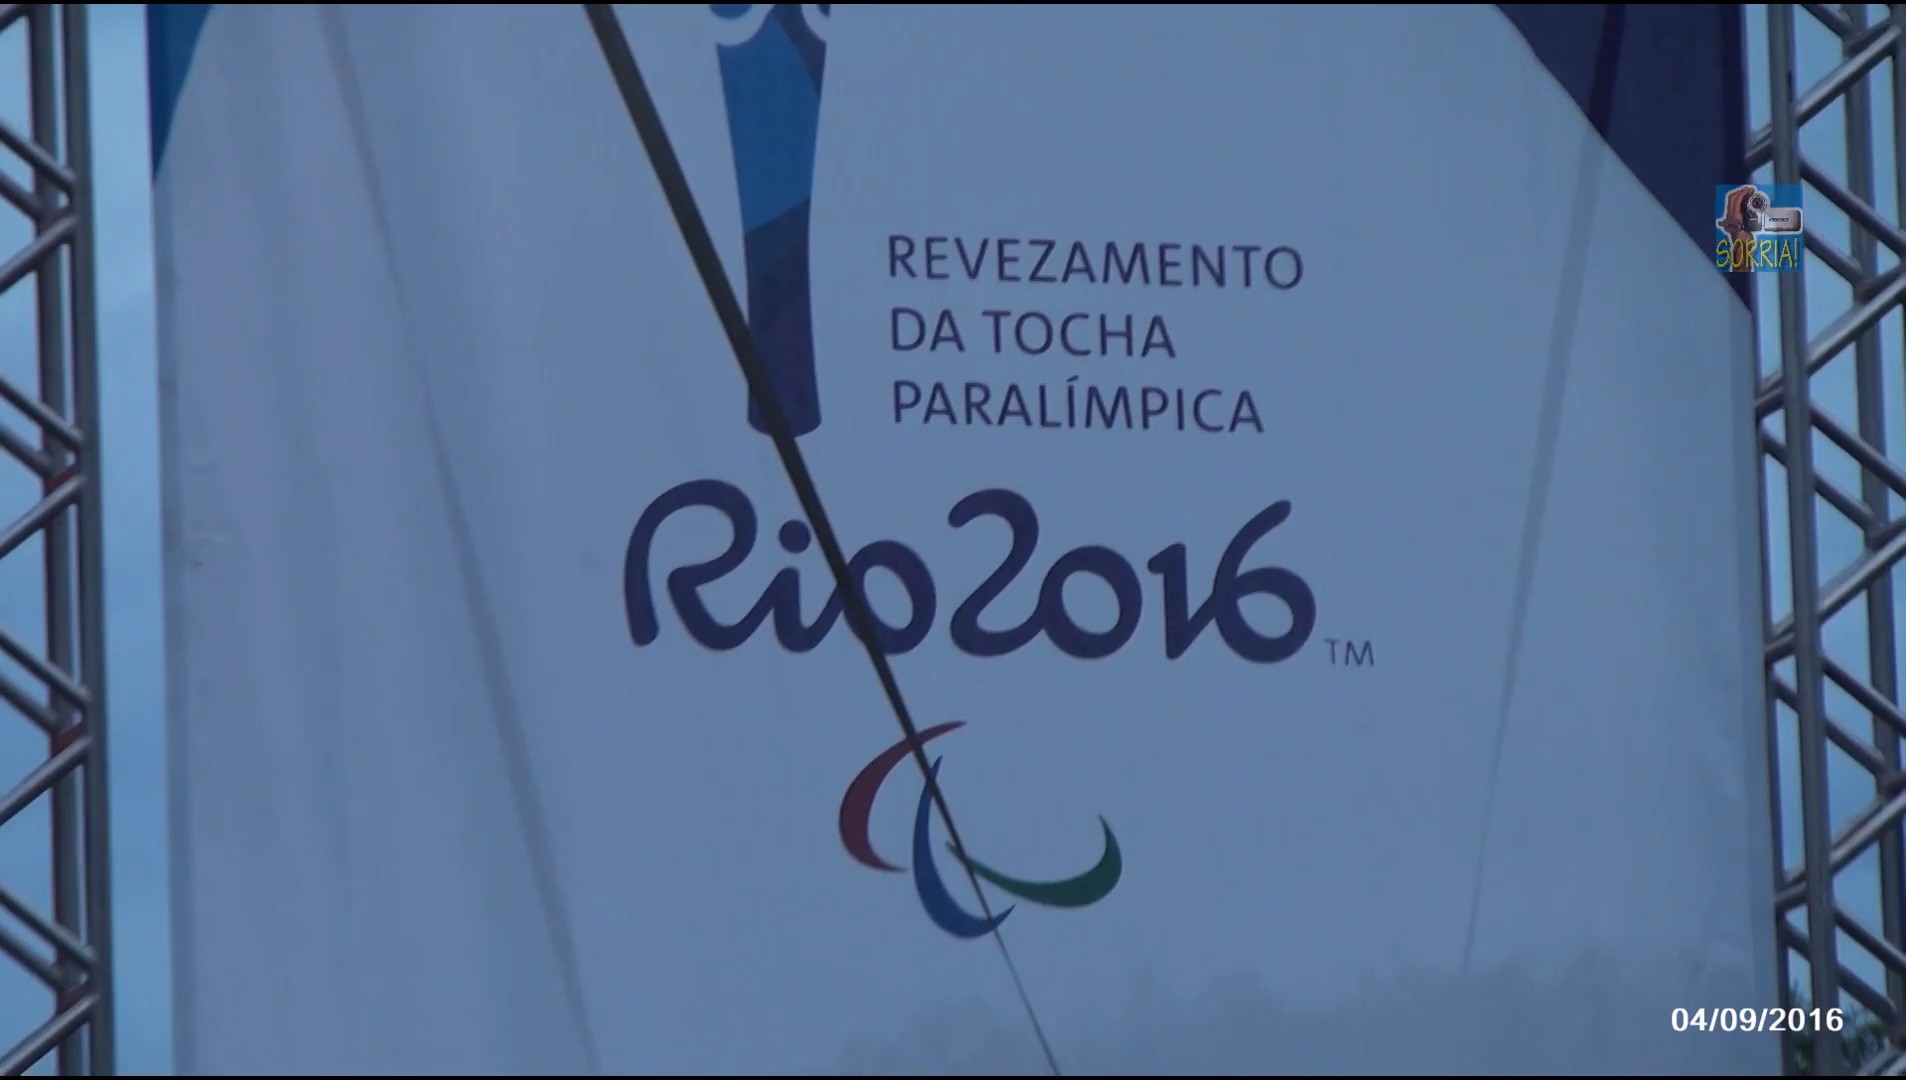 REVEZAMENTO
DA TOCHA
PARALÍMPICA
Rio2016
TM
SORRIA!
04/09/2016